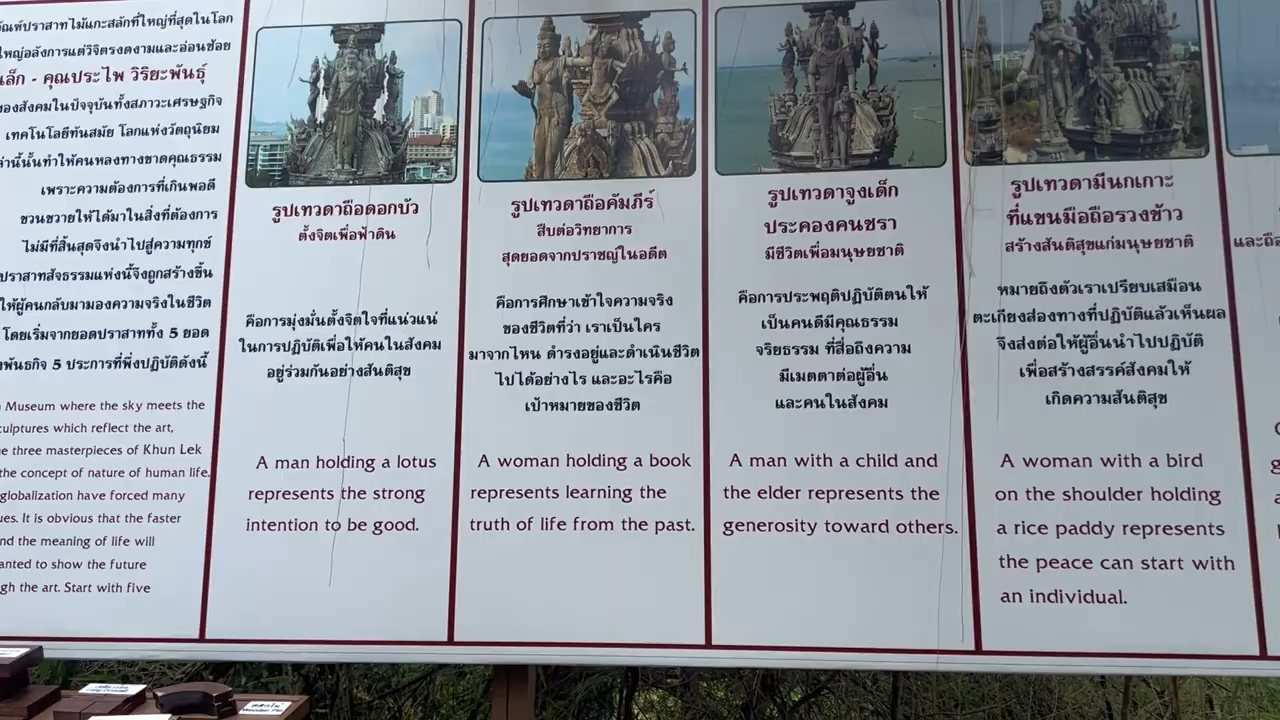 ปราสาทไม้แกะสลักที่ใหญ่ที่สุดในโลก
ใหญ่อลังการแต่วิจิตรงดงามและอ่อนช้อย
เล็ก - คุณประไพ วิริยะพันธุ์
ของสังคมในปัจจุบันทั้งสภาวะเศรษฐกิจ
เทคโนโลยีทันสมัย โลกแห่งวัตถุนิยม
เหล่านี้นั้นทำให้คนหลงทางขาดคุณธรรม
เพราะความต้องการที่เกินพอดี
ขวนขวายให้ได้มาในสิ่งที่ต้องการ
ไม่มีที่สิ้นสุดจึงนำไปสู่ความทุกข์
ปราสาทสัจธรรมแห่งนี้จึงถูกสร้างขึ้น
ให้ผู้คนกลับมามองความจริงในชีวิต
โดยเริ่มจากยอดปราสาททั้ง 5 ยอด
พันธกิจ 5 ประการที่พึ่งปฏิบัติดังนี้
Museum where the sky meets the
sculptures which reflect the art,
three masterpieces of Khun Lek
the concept of nature of human life.
globalization have forced many
It is obvious that the faster
and the meaning of life will
wanted to show the future
the art. Start with five
รูปเทวดาถือดอกบัว
ตั้งจิตเพื่อฟ้าดิน
คือการมุ่งมั่นตั้งจิตใจที่แน่วแน่
ในการปฏิบัติเพื่อให้คนในสังคม
อยู่ร่วมกันอย่างสันติสุข
A man holding a lotus
represents the strong
intention to be good.
รูปเทวดาถือคัมภีร์
สืบต่อวิทยาการ
สุดยอดจากปราชญ์ในอดีต
คือการศึกษาเข้าใจความจริง
ของชีวิตที่ว่า เราเป็นใคร
มาจากไหน ดำรงอยู่และดำเนินชีวิต
ไปได้อย่างไร และอะไรคือ
เป้าหมายของชีวิต
A woman holding a book
represents learning the
truth of life from the past.
รูปเทวดาจูงเด็ก
ประคองคนชรา
มีชีวิตเพื่อมนุษยชาติ
คือการประพฤติปฏิบัติตนให้
เป็นคนดีมีคุณธรรม
จริยธรรม ที่สื่อถึงความ
มีเมตตาต่อผู้อื่น
และคนในสังคม
A man with a child and
the elder represents the
generosity toward others.
รูปเทวดามีนกเกาะ
ที่แขนมือถือรวงข้าว
สร้างสันติสุขแก่มนุษยชาติ
หมายถึงตัวเราเปรียบเสมือน
ตะเกียงส่องทางที่ปฏิบัติแล้วเห็นผล
จึงส่งต่อให้ผู้อื่นนำไปปฏิบัติ
เพื่อสร้างสรรค์สังคมให้
เกิดความสันติสุข
A woman with a bird
on the shoulder holding
a rice paddy represents
the peace can start with
an individual.